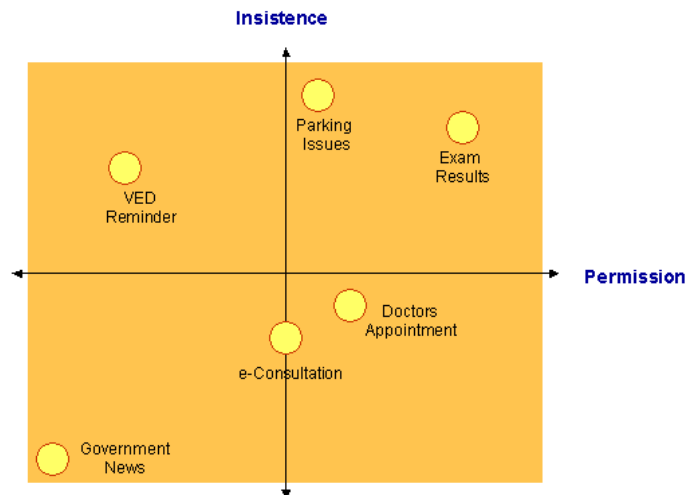 Insistence
Parking
Issues
Exam
Results
VED
Reminder
Permission
Doctors
Appointment
e-Consultation
Government
News